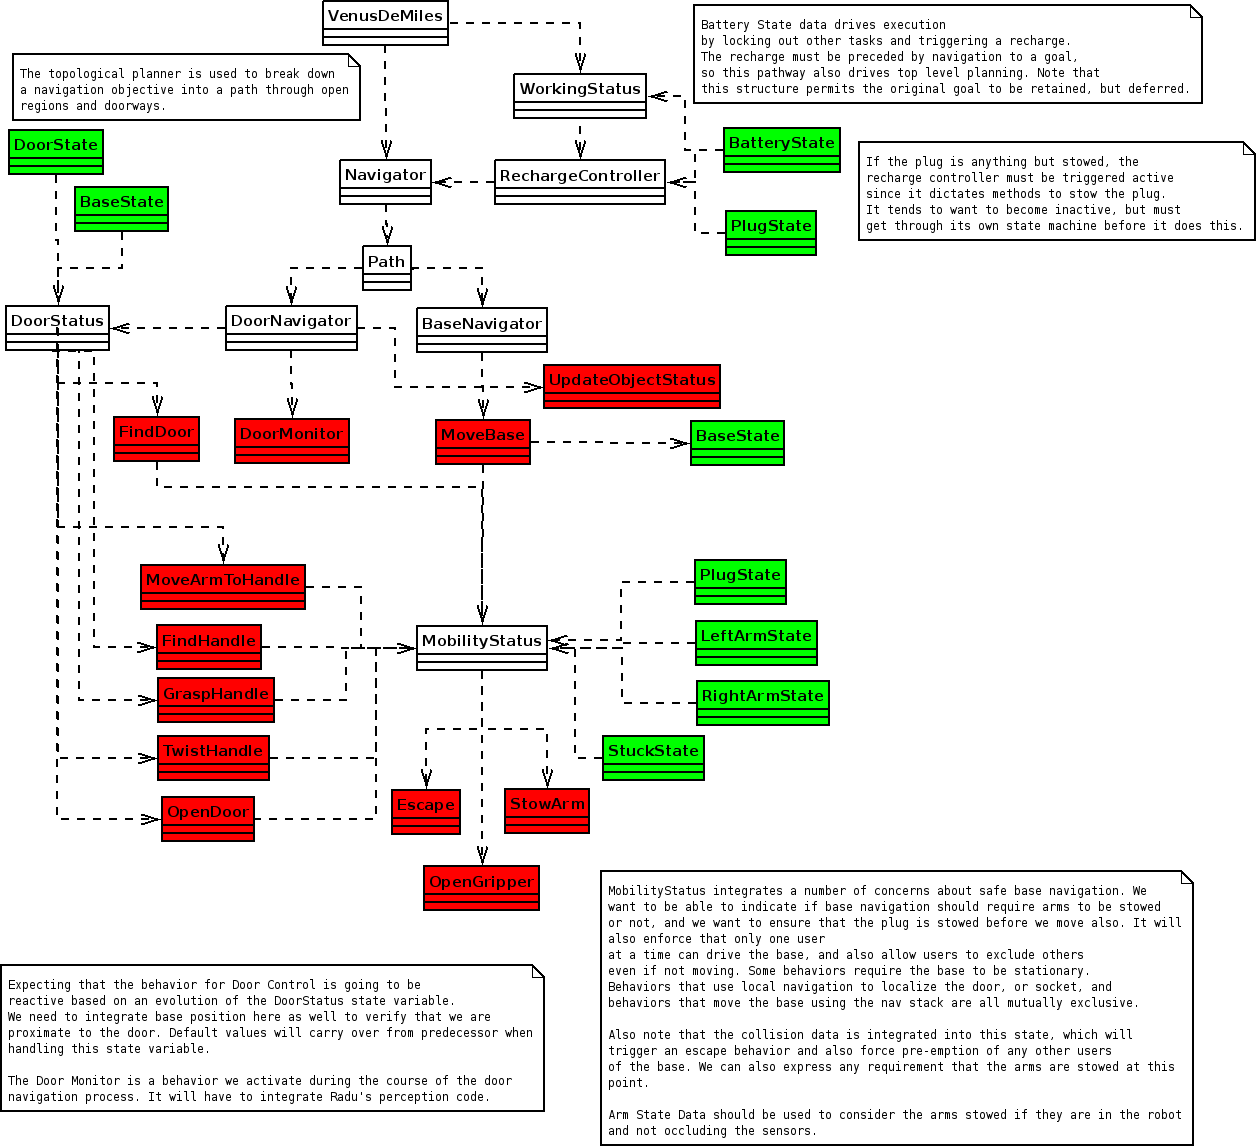 VenusDeMiles
Battery State data drives execution
by locking out other tasks and triggering a recharge.
The recharge must be preceded by navigation to a goal,
so this pathway also drives top level planning. Note that
this structure permits the original goal to be retained, but deferred.
The topological planner is used to break down
a navigation objective into a path through open
regions and doorways.
WorkingStatus
DoorState
BatteryState
If the plug is anything but stowed, the
recharge controller must be triggered active
since it dictates methods to stow the plug.
It tends to want to become inactive, but must
get through its own state machine before it does this.
Navigator
RechargeController
BaseState
PlugState
Path
DoorStatus
DoorNavigator
BaseNavigator
UpdateObjectStatus
FindDoor
DoorMonitor
MoveBase
BaseState
MoveArmToHandle
PlugState
FindHandle
MobilityStatus
LeftArmState
GraspHandle
RightArmState
TwistHandle
StuckState
OpenDoor
Escape
StowArm
OpenGripper
MobilityStatus integrates a number of concerns about safe base navigation. We
want to be able to indicate if base navigation should require arms to be stowed
or not, and we want to ensure that the plug is stowed before we move also. It will
also enforce that only one user
at a time can drive the base, and also allow users to exclude others
even if not moving. Some behaviors require the base to be stationary.
Behaviors that use local navigation to localize the door, or socket, and
behaviors that move the base using the nav stack are all mutually exclusive.
Also note that the collision data is integrated into this state, which will
trigger an escape behavior and also force pre-emption of any other users
of the base. We can also express any requirement that the arms are stowed at this
point.
Arm State Data should be used to consider the arms stowed if they are in the robot
and not occluding the sensors.
Expecting that the behavior for Door Control is going to be
reactive based on an evolution of the DoorStatus state variable.
We need to integrate base position here as well to verify that we are
proximate to the door. Default values will carry over from predecessor when
handling this state variable.
The Door Monitor is a behavior we activate during the course of the door
navigation process. It will have to integrate Radu's perception code.